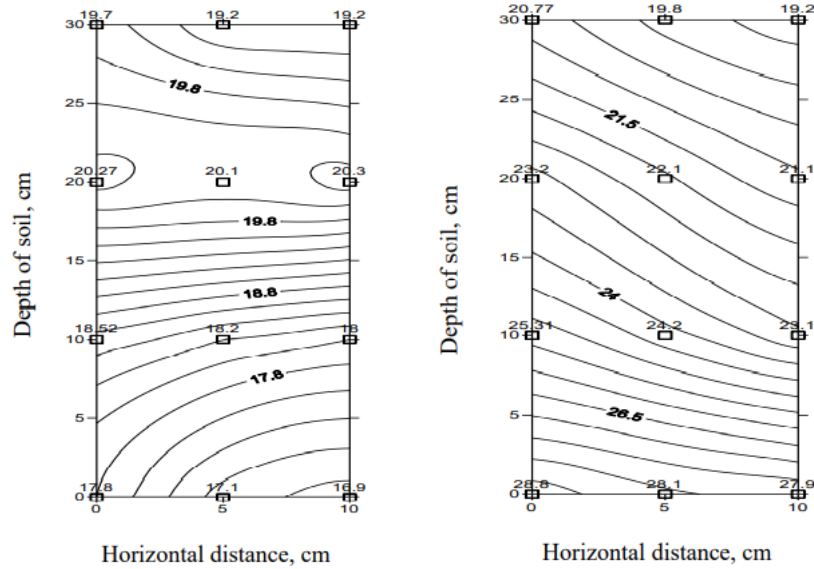 19.7 19.2 19.2
30
19.8
25
20.27 20.1 20.3
20
19.8
15
18.8
18.52 18.2 18
10
17.8
5
17.8 17.1 16.9
0
0 5 10
Depth of soil, cm
Horizontal distance, cm
20.77 19.8 19.2
30
25
21.5
23.2 22.1 21.1
20
15
24
25.31 24.2 23.1
10
5
26.5
28.8 28.1 27.9
0
0 5 10
Depth of soil, cm
Horizontal distance, cm